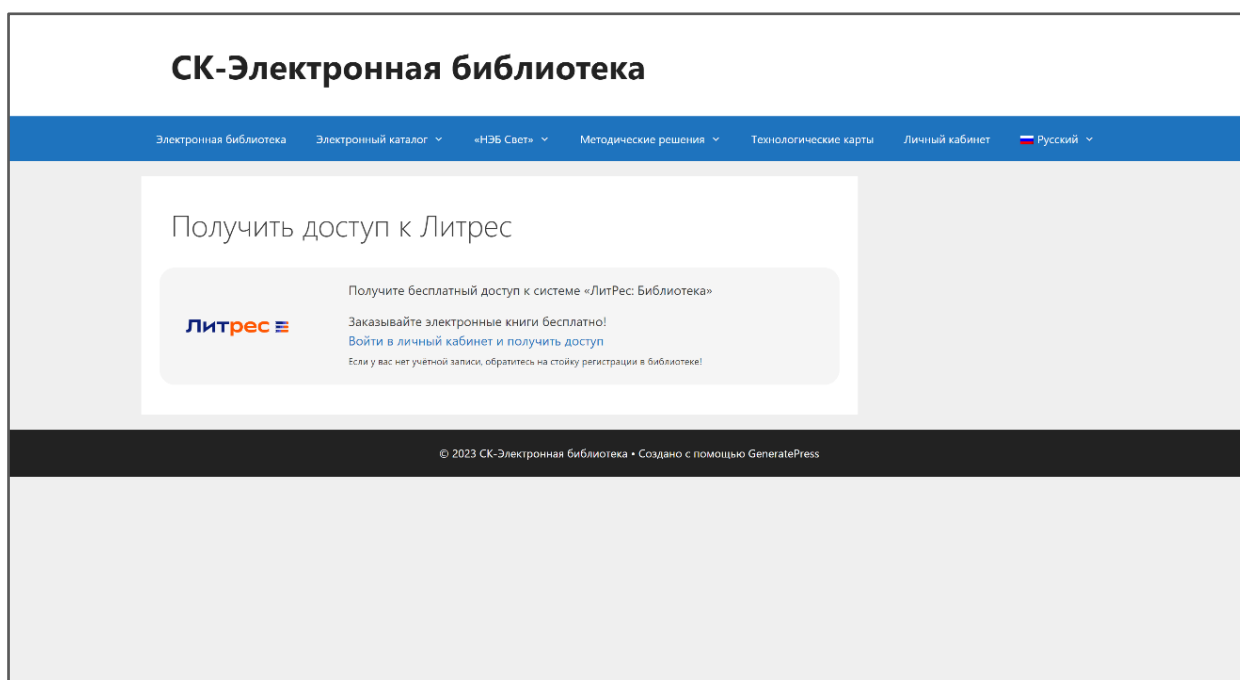 СК-Электронная библиотека
Электронная библиотека Электронный каталог «НЭБ Свет» Методические решения Технологические карты Личный кабинет Русский
Получить доступ к Литрес
Литрес
Получите бесплатный доступ к системе «ЛитРес: Библиотека»
Заказывайте электронные книги бесплатно!
Войти в личный кабинет и получить доступ
Если у вас нет учётной записи, обратитесь на стойку регистрации в библиотеке!
© 2023 СК-Электронная библиотека • Создано с помощью GeneratePress